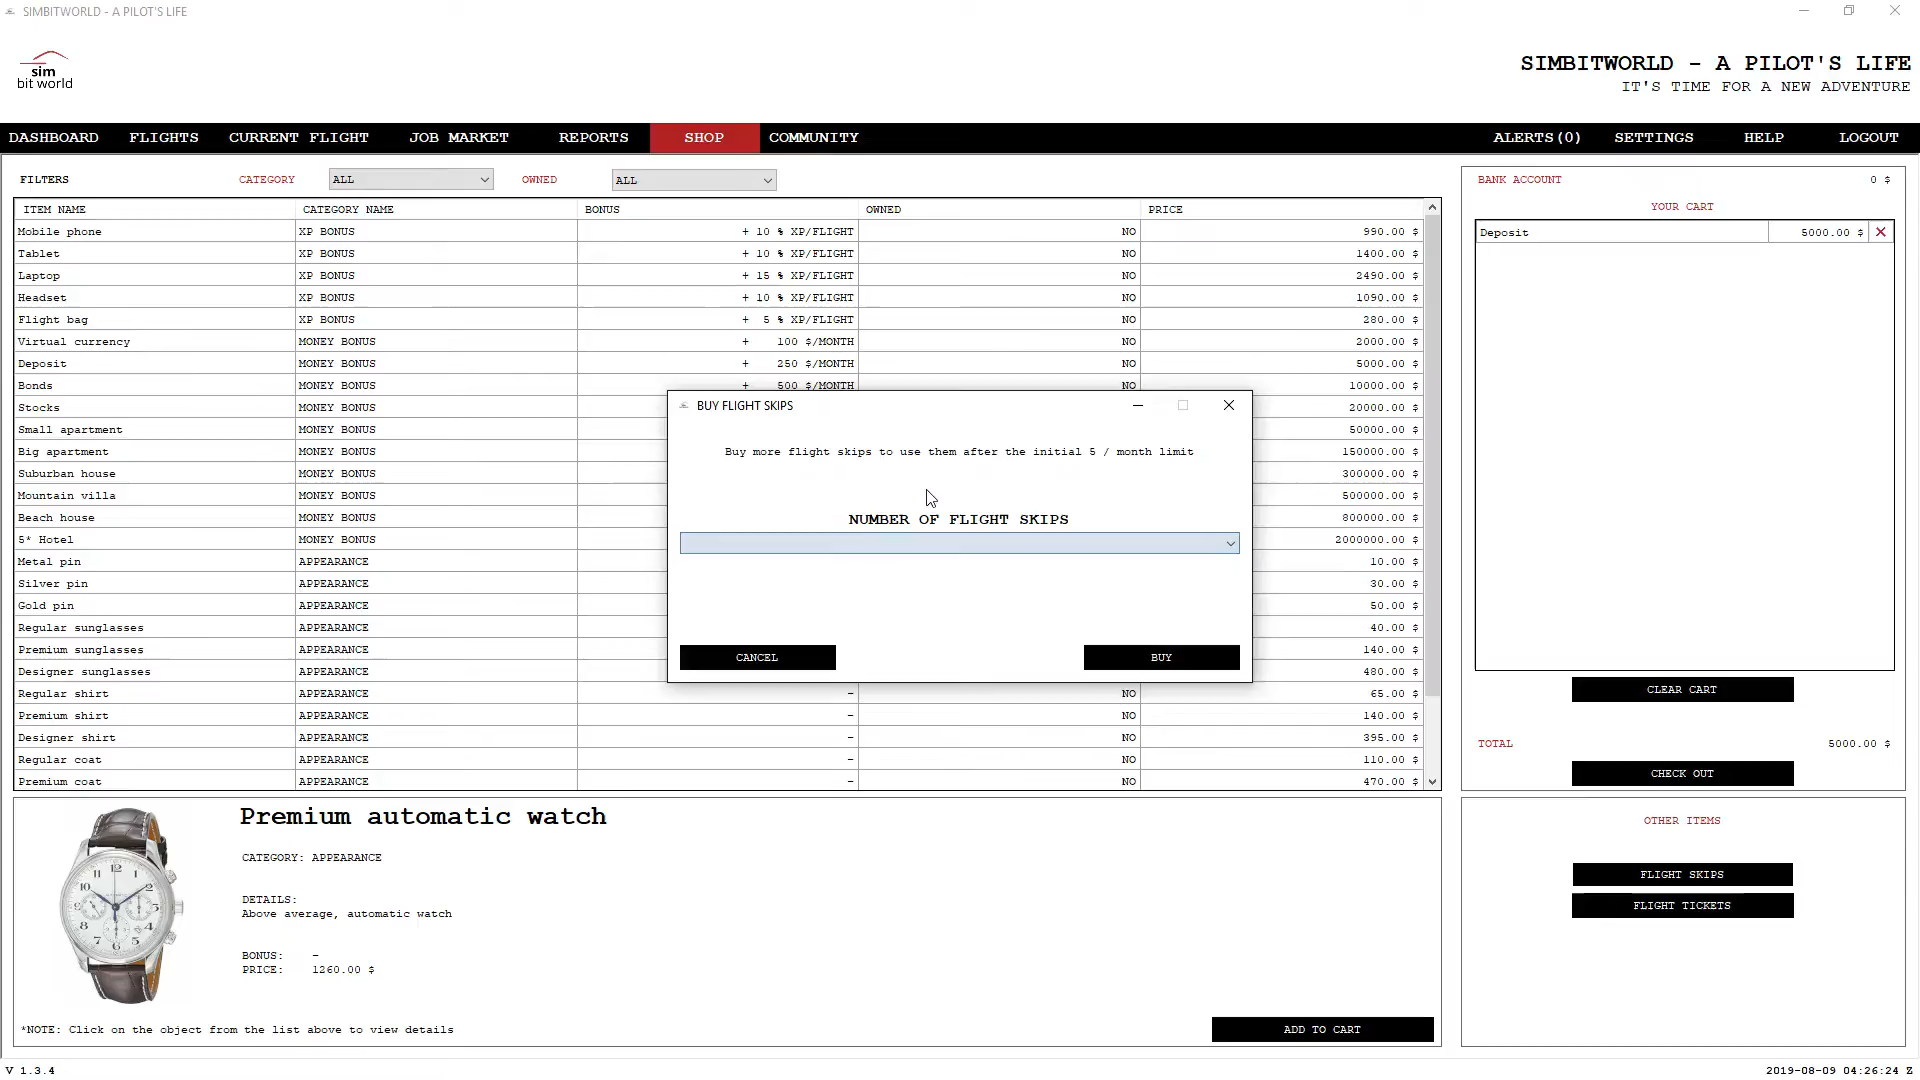 SIMBITWORLD - A PILOT'S LIFE
sim
bit world
SIMBITWORLD - A PILOT'S LIFE
IT'S TIME FOR A NEW ADVENTURE
DASHBOARD FLIGHTS CURRENT FLIGHT JOB MARKET REPORTS SHOP COMMUNITY ALERTS(0) SETTINGS HELP LOGOUT
FILTERS CATEGORY ALL OWNED ALL
ITEM NAME CATEGORY NAME BONUS OWNED PRICE
Mobile phone XP BONUS + 10 % XP/FLIGHT NO 990.00 $
Tablet XP BONUS + 10 % XP/FLIGHT NO 1400.00 $
Laptop XP BONUS + 15 % XP/FLIGHT NO 2490.00 $
Headset XP BONUS + 10 % XP/FLIGHT NO 1090.00 $
Flight bag XP BONUS + 5 % XP/FLIGHT NO 280.00 $
Virtual currency MONEY BONUS + 100 $/MONTH NO 2000.00 $
Deposit MONEY BONUS + 250 $/MONTH NO 5000.00 $
Bonds MONEY BONUS + 500 $/MONTH NO 10000.00 $
Stocks MONEY BONUS 20000.00 $
Small apartment MONEY BONUS 50000.00 $
Big apartment MONEY BONUS 150000.00 $
Suburban house MONEY BONUS 300000.00 $
Mountain villa MONEY BONUS 500000.00 $
Beach house MONEY BONUS 800000.00 $
5* Hotel MONEY BONUS 2000000.00 $
Metal pin APPEARANCE 10.00 $
Silver pin APPEARANCE 30.00 $
Gold pin APPEARANCE 50.00 $
Regular sunglasses APPEARANCE 40.00 $
Premium sunglasses APPEARANCE 140.00 $
Designer sunglasses APPEARANCE 480.00 $
Regular shirt APPEARANCE - NO 65.00 $
Premium shirt APPEARANCE - NO 140.00 $
Designer shirt APPEARANCE - NO 395.00 $
Regular coat APPEARANCE - NO 110.00 $
Premium coat APPEARANCE - NO 470.00 $
BUY FLIGHT SKIPS
Buy more flight skips to use them after the initial 5 / month limit
NUMBER OF FLIGHT SKIPS
CANCEL BUY
BANK ACCOUNT 0 $
YOUR CART
Deposit 5000.00 $
CLEAR CART
TOTAL 5000.00 $
CHECK OUT
Premium automatic watch
CATEGORY: APPEARANCE
DETAILS:
Above average, automatic watch
BONUS: -
PRICE: 1260.00 $
*NOTE: Click on the object from the list above to view details
ADD TO CART
OTHER ITEMS
FLIGHT SKIPS
FLIGHT TICKETS
V 1.3.4
2019-08-09 04:26:24 Z